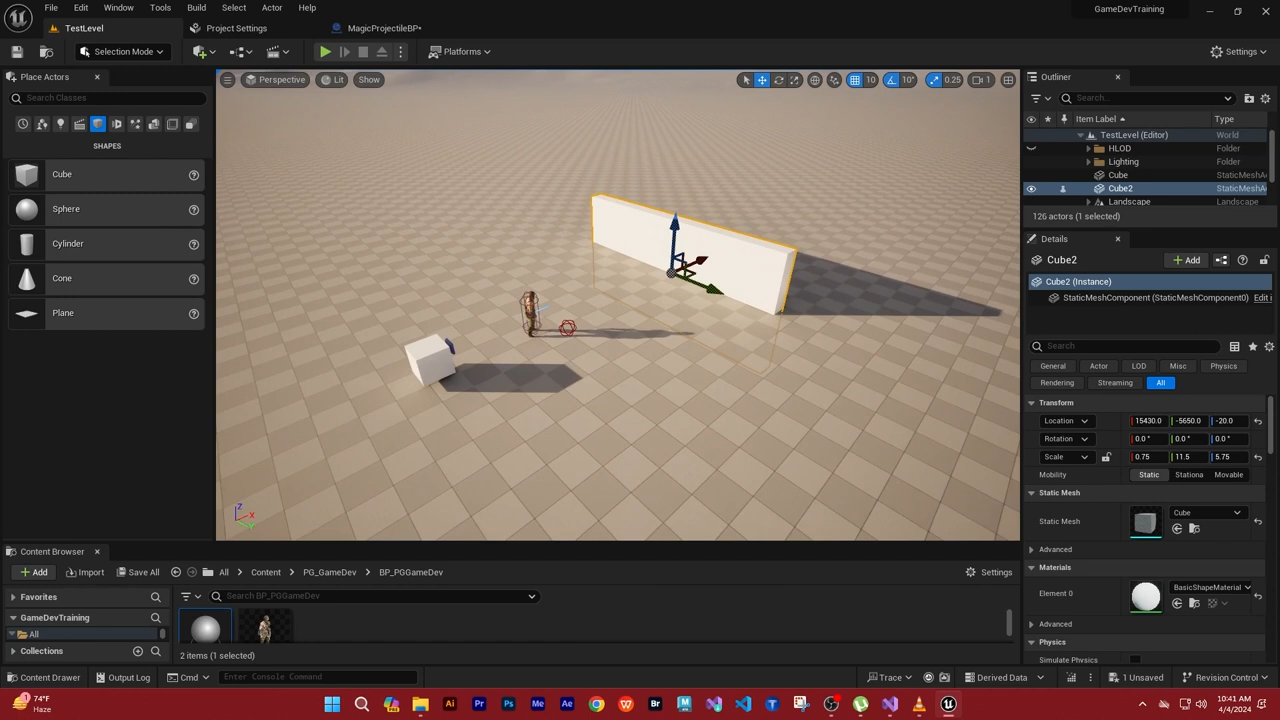 File Edit Window Tools Build Select Actor Help
GameDevTraining
TestLevel
Project Settings
MagicProjectileBP*
Selection Mode
Platforms
Settings
Place Actors
Search Classes
SHAPES
Cube
Sphere
Cylinder
Cone
Plane
Perspective
Lit
Show
10
10°
0.25
1
Z
X
Y
Outliner
Search...
Item Label
Type
TestLevel (Editor) World
HLOD Folder
Lighting Folder
Cube StaticMeshA
Cube2 StaticMeshA
Landscape Landscape
126 actors (1 selected)
Details
Cube2
Add
Cube2 (Instance)
StaticMeshComponent (StaticMeshComponent0) Edit i
Search
General Actor LOD Misc Physics
Rendering Streaming All
Transform
Location 15430.0 -5650.0 -20.0
Rotation 0.0 ° 0.0 ° 0.0 °
Scale 0.75 11.5 5.75
Mobility Static Stationa Movable
Static Mesh
Static Mesh Cube
Advanced
Materials
Element 0 BasicShapeMaterial
Advanced
Physics
Simulate Physics
Content Browser
Add Import Save All All Content PG_GameDev BP_PGGameDev Settings
Favorites
Search BP_PGGameDev
GameDevTraining
All
Collections
2 items (1 selected)
Content Drawer Output Log Cmd Enter Console Command Trace Derived Data 1 Unsaved Revision Control
74°F
Haze
Ai Pr Ps Me Ae Br
10:41 AM
4/4/2024